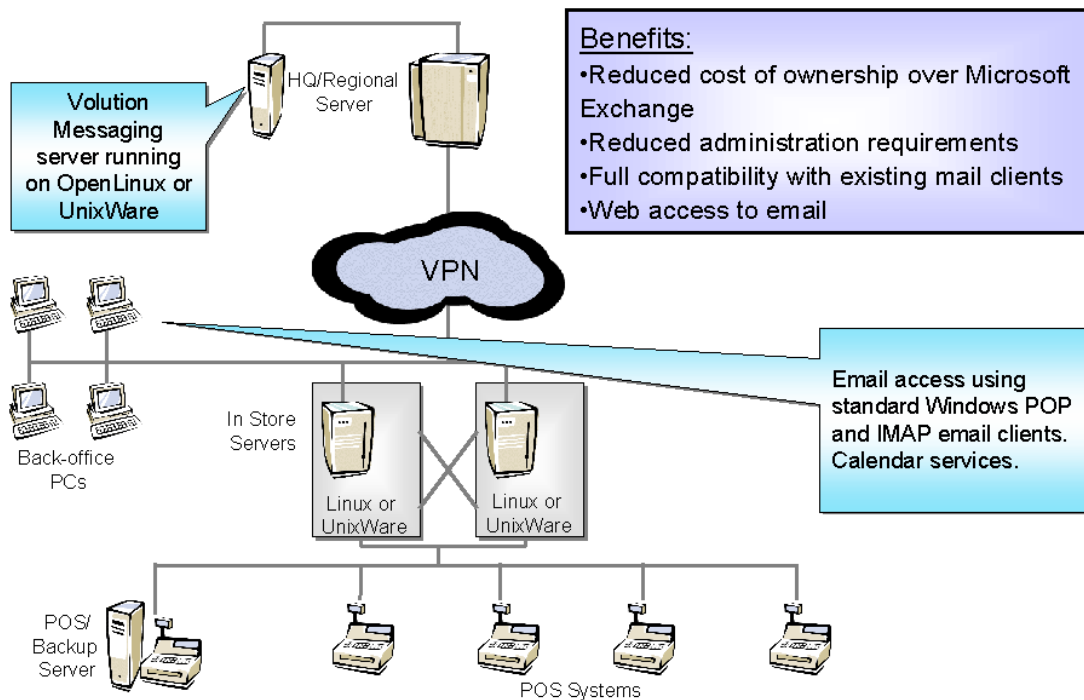 Benefits:
•Reduced cost of ownership over Microsoft
Exchange
•Reduced administration requirements
•Full compatibility with existing mail clients
•Web access to email
HQ/Regional
Server
Volution
Messaging
server running
on OpenLinux or
UnixWare
VPN
Email access using
standard Windows POP
and IMAP email clients.
Calendar services.
In Store
Servers
Back-office
PCs
Linux or
UnixWare
Linux or
UnixWare
POS/
Backup
Server
POS Systems